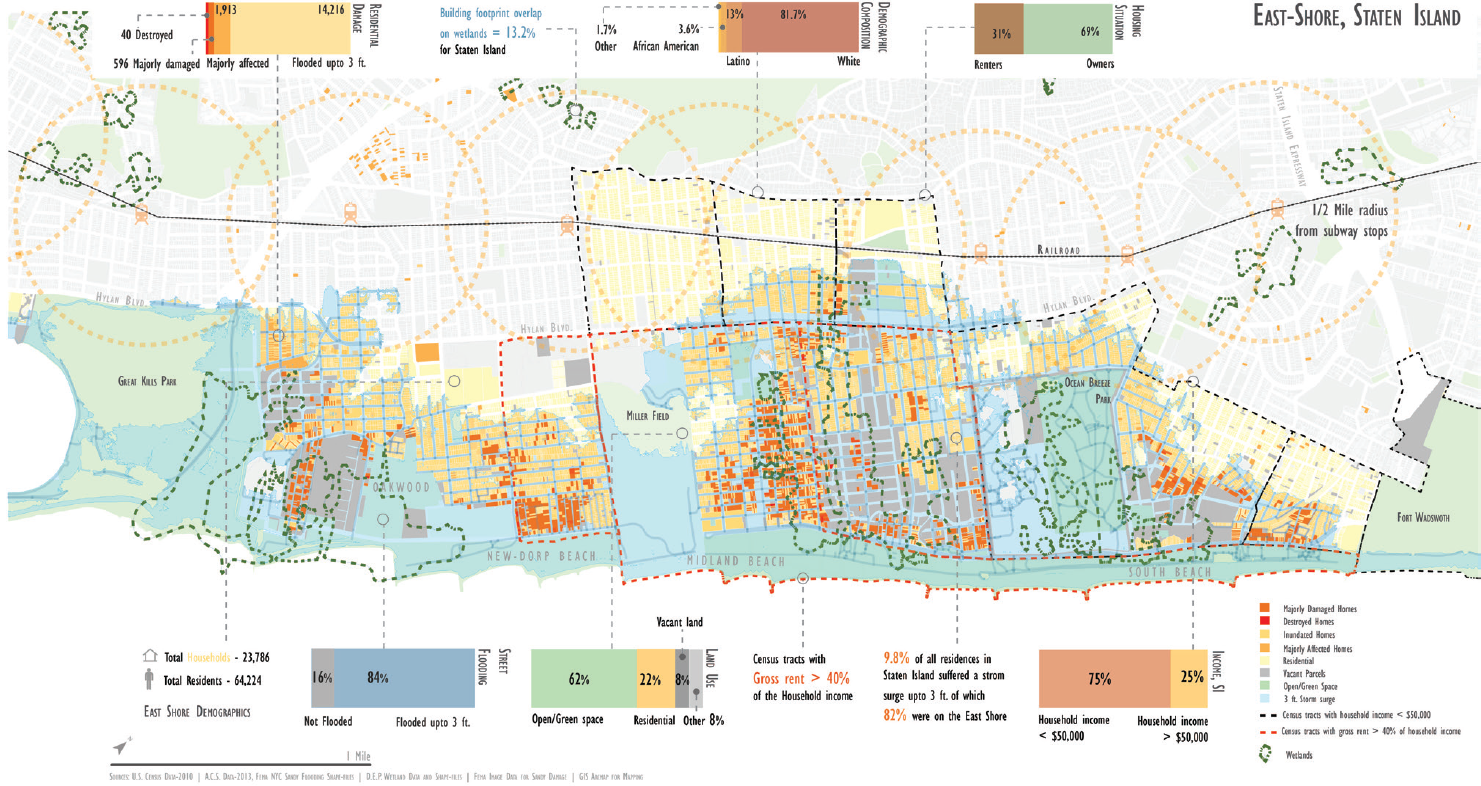 EAST-SHORE, STATEN ISLAND
1,913
14,216
40 Destroyed
596 Majorly damaged
Majorly affected
Flooded upto 3 ft.
RESIDENTIAL
DAMAGE
Building footprint overlap
on wetlands = 13.2%
for Staten Island
1.7%
Other
3.6%
African American
13%
81.7%
Latino
White
DEMOGRAPHIC
COMPOSITION
31%
69%
Renters
Owners
HOUSING
SITUATION
STATEN ISLAND EXPRESSWAY
1/2 Mile radius
from subway stops
RAILROAD
HYLAN BLVD.
HYLAN BLVD.
HYLAN BLVD.
GREAT KILLS PARK
MILLER FIELD
OCEAN BREEZE
PARK
OAKWOOD
FORT WADSWOTH
NEW-DORP BEACH
MIDLAND BEACH
SOUTH BEACH
Total Households - 23,786
Total Residents - 64,224
EAST SHORE DEMOGRAPHICS
16%
84%
Not Flooded
Flooded upto 3 ft.
STREET
FLOODING
Vacant land
62%
22%
8%
Open/Green space
Residential
Other 8%
LAND USE
Census tracts with
Gross rent > 40%
of the Household income
9.8% of all residences in
Staten Island suffered a strom
surge upto 3 ft. of which
82% were on the East Shore
75%
25%
Household income
< $50,000
Household income
> $50,000
INCOME, SI
Majorly Damaged Homes
Destroyed Homes
Inundated Homes
Majorly Affected Homes
Residential
Vacant Parcels
Open/Green Space
3 ft. Storm surge
Census tracts with household income < $50,000
Census tracts with gross rent > 40% of household income
Wetlands
1 Mile
SOURCES: U.S. CENSUS DATA-2010 | A.C.S. DATA-2013, FEMA NYC SANDY FLOODING SHAPE-FILES | D.E.P. WETLAND DATA AND SHAPE-FILES | FEMA IMAGE DATA FOR SANDY DAMAGE | GIS ARCMAP FOR MAPPING